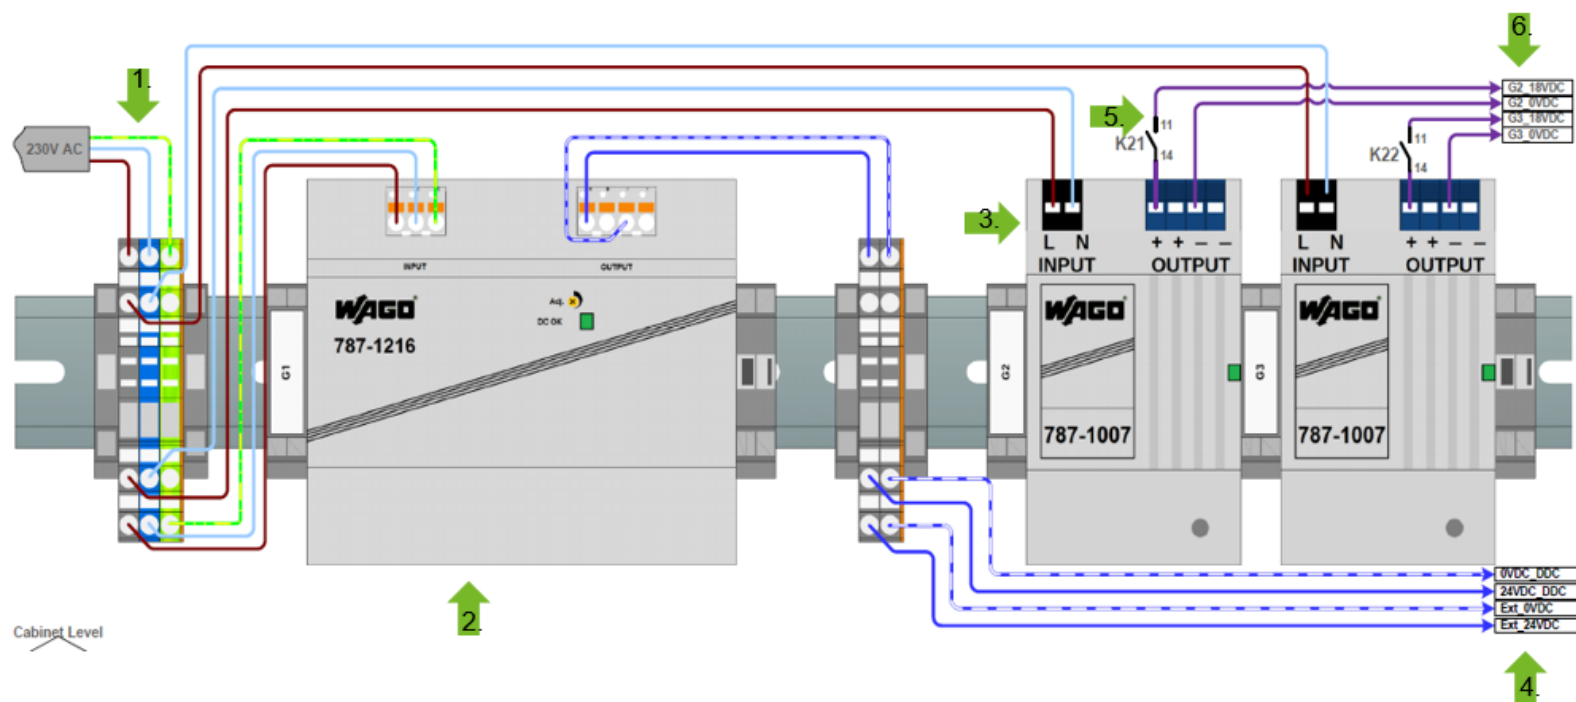 1.
6.
G2_18VDC
G2_0VDC
G3_18VDC
G3_0VDC
5.
11
K21
14
11
K22
14
230V AC
3.
L N
INPUT
+ + — —
OUTPUT
L N
INPUT
+ + — —
OUTPUT
INPUT
OUTPUT
WAGO®
787-1216
Adj.
DC OK
G1
G2
WAGO®
787-1007
G3
WAGO®
787-1007
0VDC_DDC
24VDC_DDC
Ext_0VDC
Ext_24VDC
2.
Cabinet Level
4.